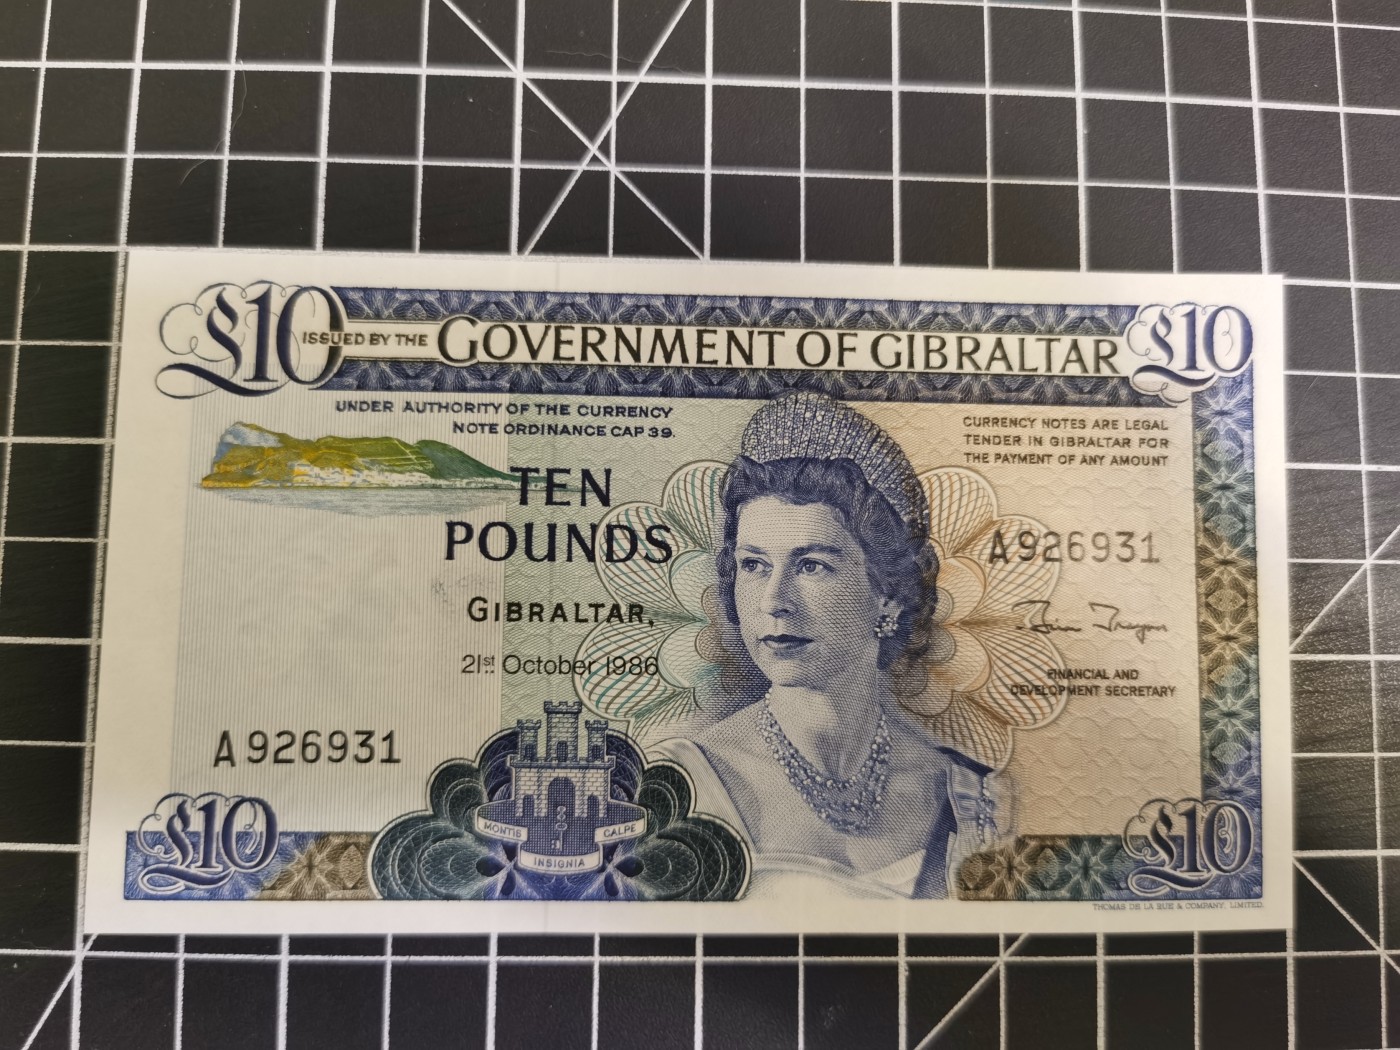 £10 ISSUED BY THE GOVERNMENT OF GIBRALTAR £10
UNDER AUTHORITY OF THE CURRENCY
NOTE ORDINANCE CAP 39.
CURRENCY NOTES ARE LEGAL
TENDER IN GIBRALTAR FOR
THE PAYMENT OF ANY AMOUNT
TEN
POUNDS
A926931
GIBRALTAR,
21st October 1986
FINANCIAL AND
DEVELOPMENT SECRETARY
A926931
£10
MONTIS CALPE
INSIGNIA
£10
THOMAS DE LA RUE & COMPANY, LIMITED.